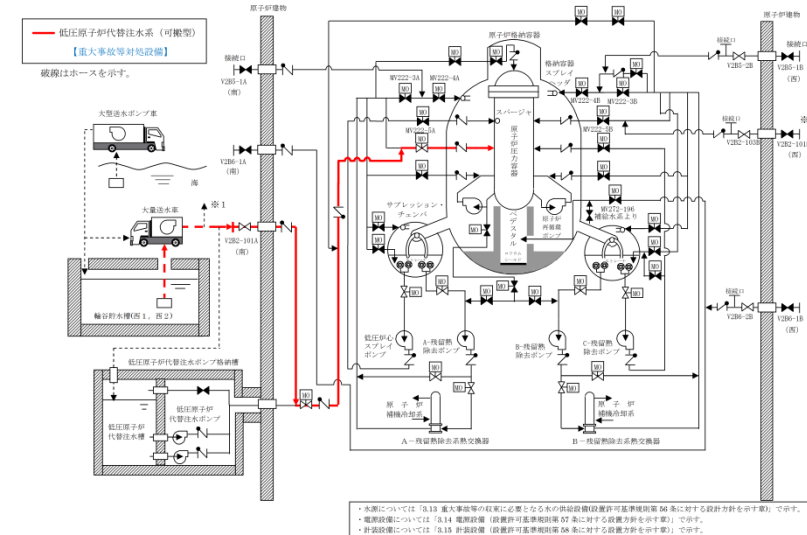 低圧原子炉代替注水系（可搬型）
【重大事故等対処設備】
破線はホースを示す。
原子炉建物
原子炉建物
接続口
V2B5-1A
(南)
V2B6-1A
(南)
大型送水ポンプ車
海
大量送水車
※1
V2B2-101A
(南)
輪谷貯水槽(西1, 西2)
低圧原子炉代替注水ポンプ格納槽
低圧原子炉
代替注水ポンプ
低圧原子炉
代替注水槽
原子炉格納容器
格納容器
スプレイ
ヘッダ
MV222-3A
MV222-4A
MV222-5A
スパージャ
原子炉圧力容器
MV222-4B
MV222-3B
MV222-5B
サプレッション・
チェンバ
ペデスタル
原子炉
再循環
ポンプ
MV272-196
補給水系より
接続口
V2B5-2B
接続口
V2B5-1B
(西)
接続口
V2B2-103B
(西)
接続口
V2B6-2B
V2B6-1B
(西)
低圧炉心
スプレイ
ポンプ
A-残留熱
除去ポンプ
B-残留熱
除去ポンプ
C-残留熱
除去ポンプ
原子炉
補機冷却系
原子炉
補機冷却系
A－残留熱除去系熱交換器
B－残留熱除去系熱交換器
・水源については「3.13 重大事故等の収束に必要となる水の供給設備(設置許可基準規則第 56 条に対する設計方針を示す章)」で示す。
・電源設備については「3.14 電源設備（設置許可基準規則第 57 条に対する設置方針を示す章）」で示す。
・計装設備については「3.15 計装設備（設置許可基準規則第 58 条に対する設置方針を示す章）」で示す。